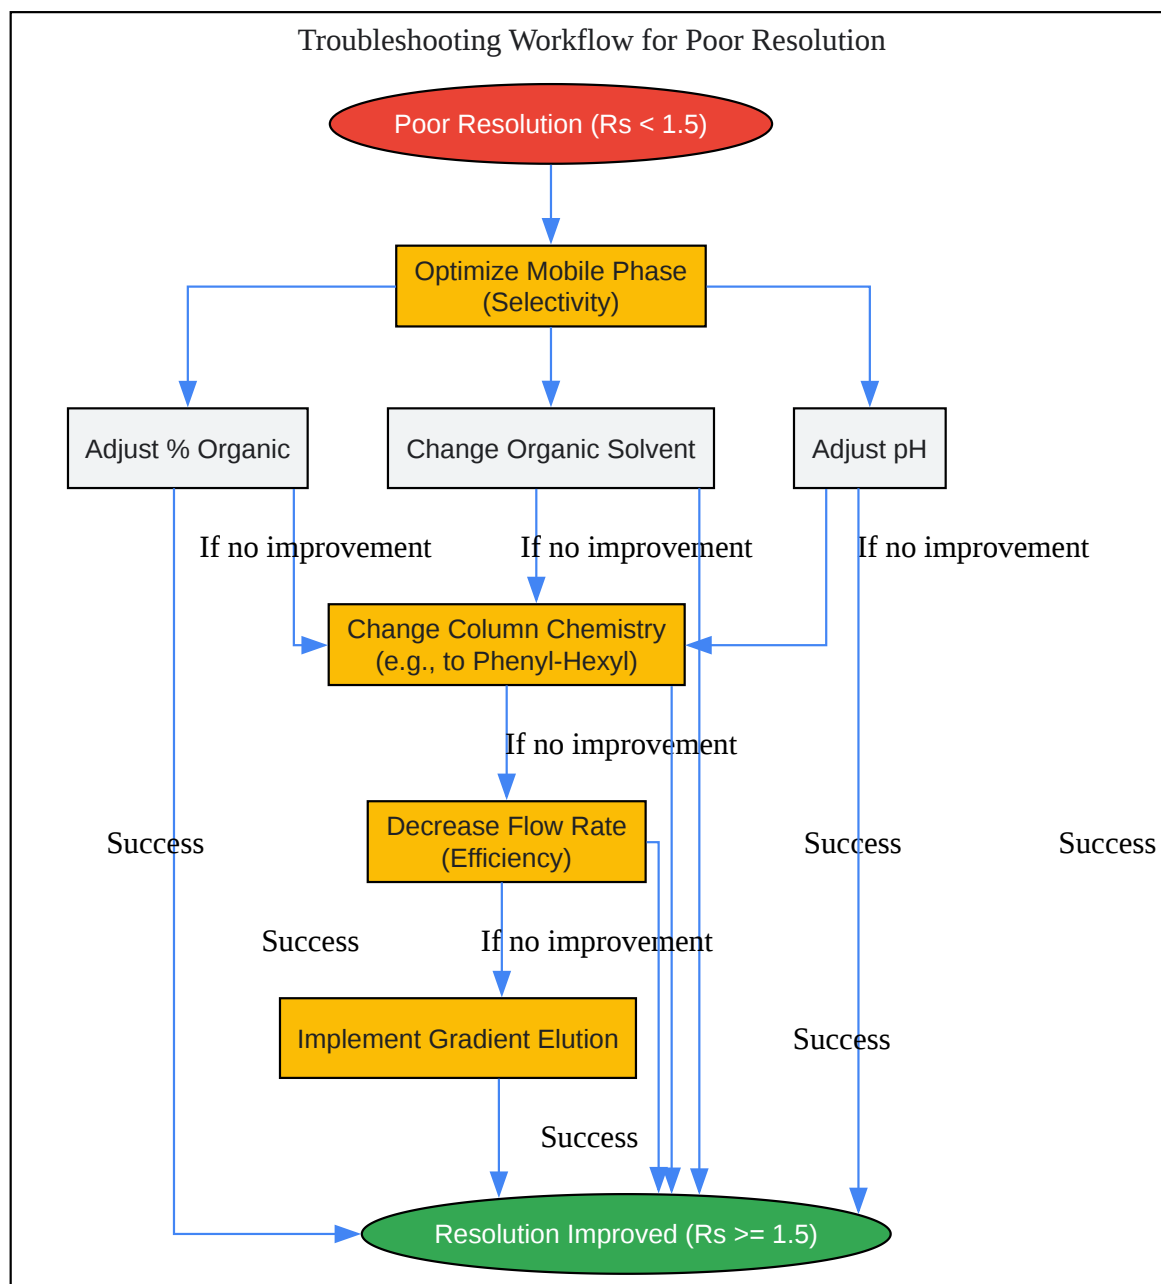 Troubleshooting Workflow for Poor Resolution
Poor Resolution (Rs < 1.5)
Optimize Mobile Phase
(Selectivity)
Adjust % Organic
Change Organic Solvent
Adjust pH
If no improvement
If no improvement
If no improvement
Change Column Chemistry
(e.g., to Phenyl-Hexyl)
If no improvement
Decrease Flow Rate
(Efficiency)
Success
Success
Success
Success
If no improvement
Implement Gradient Elution
Success
Success
Resolution Improved (Rs >= 1.5)